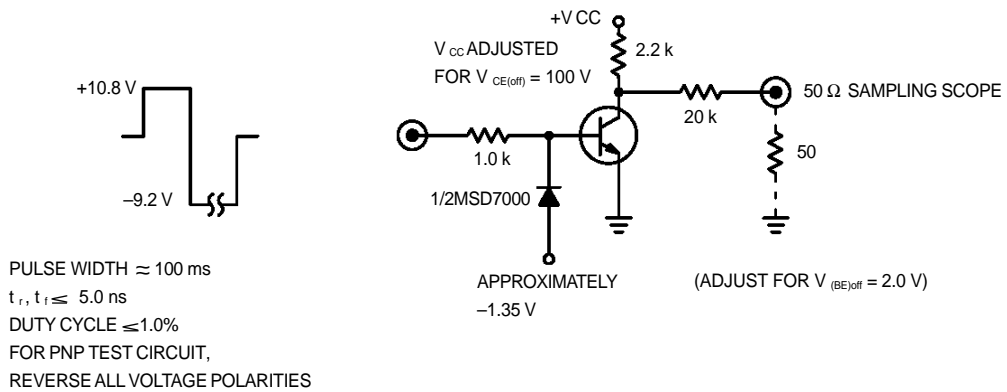 +V CC
V CC ADJUSTED
FOR V CE(off) = 100 V
2.2 k
+10.8 V
–9.2 V
1.0 k
20 k
50 Ω SAMPLING SCOPE
50
1/2MSD7000
APPROXIMATELY
–1.35 V
(ADJUST FOR V (BE)off = 2.0 V)
PULSE WIDTH ≈ 100 ms
t r, t f ≤ 5.0 ns
DUTY CYCLE ≤ 1.0%
FOR PNP TEST CIRCUIT,
REVERSE ALL VOLTAGE POLARITIES